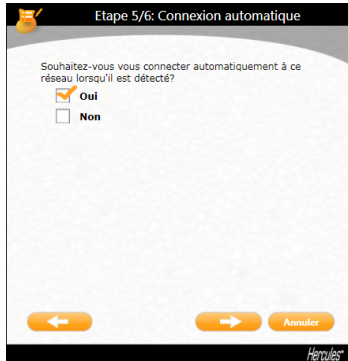 Etape 5/6: Connexion automatique
Souhaitez-vous vous connecter automatiquement à ce
réseau lorsqu'il est détecté?
Oui
Non
Annuler
Hercules